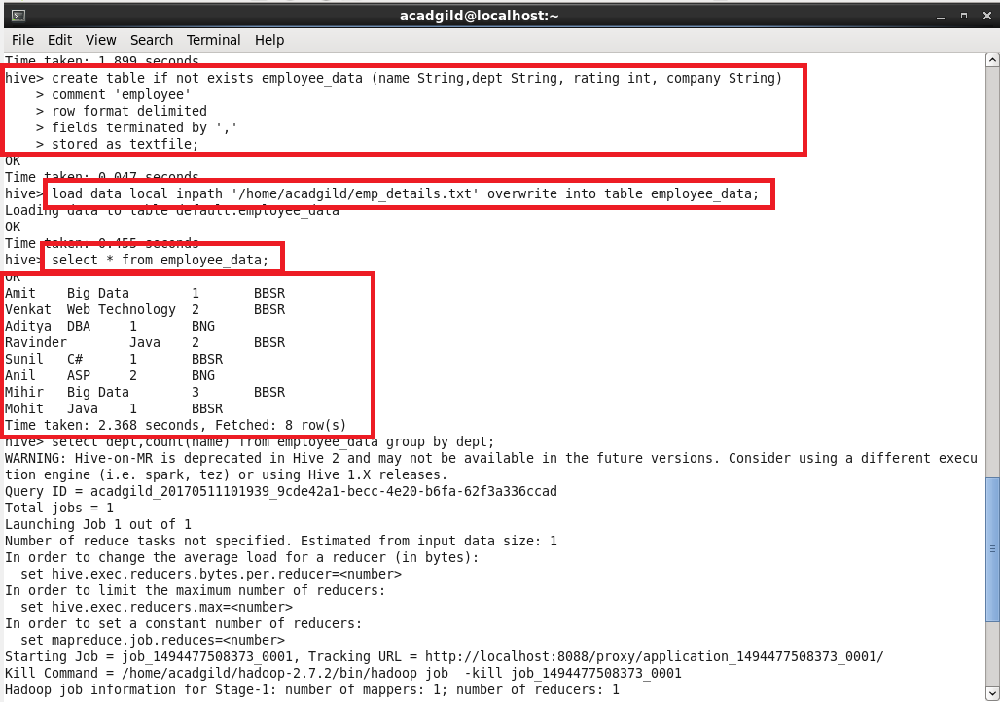 acadgild@localhost:~
File Edit View Search Terminal Help
Time taken: 1.899 seconds
hive> create table if not exists employee_data (name String,dept String, rating int, company String)
    > comment 'employee'
    > row format delimited
    > fields terminated by ','
    > stored as textfile;
OK
Time taken: 0.047 seconds
hive> load data local inpath '/home/acadgild/emp_details.txt' overwrite into table employee_data;
Loading data to table default.employee_data
OK
Time taken: 0.455 seconds
hive> select * from employee_data;
OK
Amit    Big Data        1       BBSR
Venkat  Web Technology  2       BBSR
Aditya  DBA     1       BNG
Ravinder        Java    2       BBSR
Sunil   C#      1       BBSR
Anil    ASP     2       BNG
Mihir   Big Data        3       BBSR
Mohit   Java    1       BBSR
Time taken: 2.368 seconds, Fetched: 8 row(s)
hive> select dept,count(name) from employee_data group by dept;
WARNING: Hive-on-MR is deprecated in Hive 2 and may not be available in the future versions. Consider using a different execu
tion engine (i.e. spark, tez) or using Hive 1.X releases.
Query ID = acadgild_20170511101939_9cde42a1-becc-4e20-b6fa-62f3a336ccad
Total jobs = 1
Launching Job 1 out of 1
Number of reduce tasks not specified. Estimated from input data size: 1
In order to change the average load for a reducer (in bytes):
  set hive.exec.reducers.bytes.per.reducer=<number>
In order to limit the maximum number of reducers:
  set hive.exec.reducers.max=<number>
In order to set a constant number of reducers:
  set mapreduce.job.reduces=<number>
Starting Job = job_1494477508373_0001, Tracking URL = http://localhost:8088/proxy/application_1494477508373_0001/
Kill Command = /home/acadgild/hadoop-2.7.2/bin/hadoop job  -kill job_1494477508373_0001
Hadoop job information for Stage-1: number of mappers: 1; number of reducers: 1